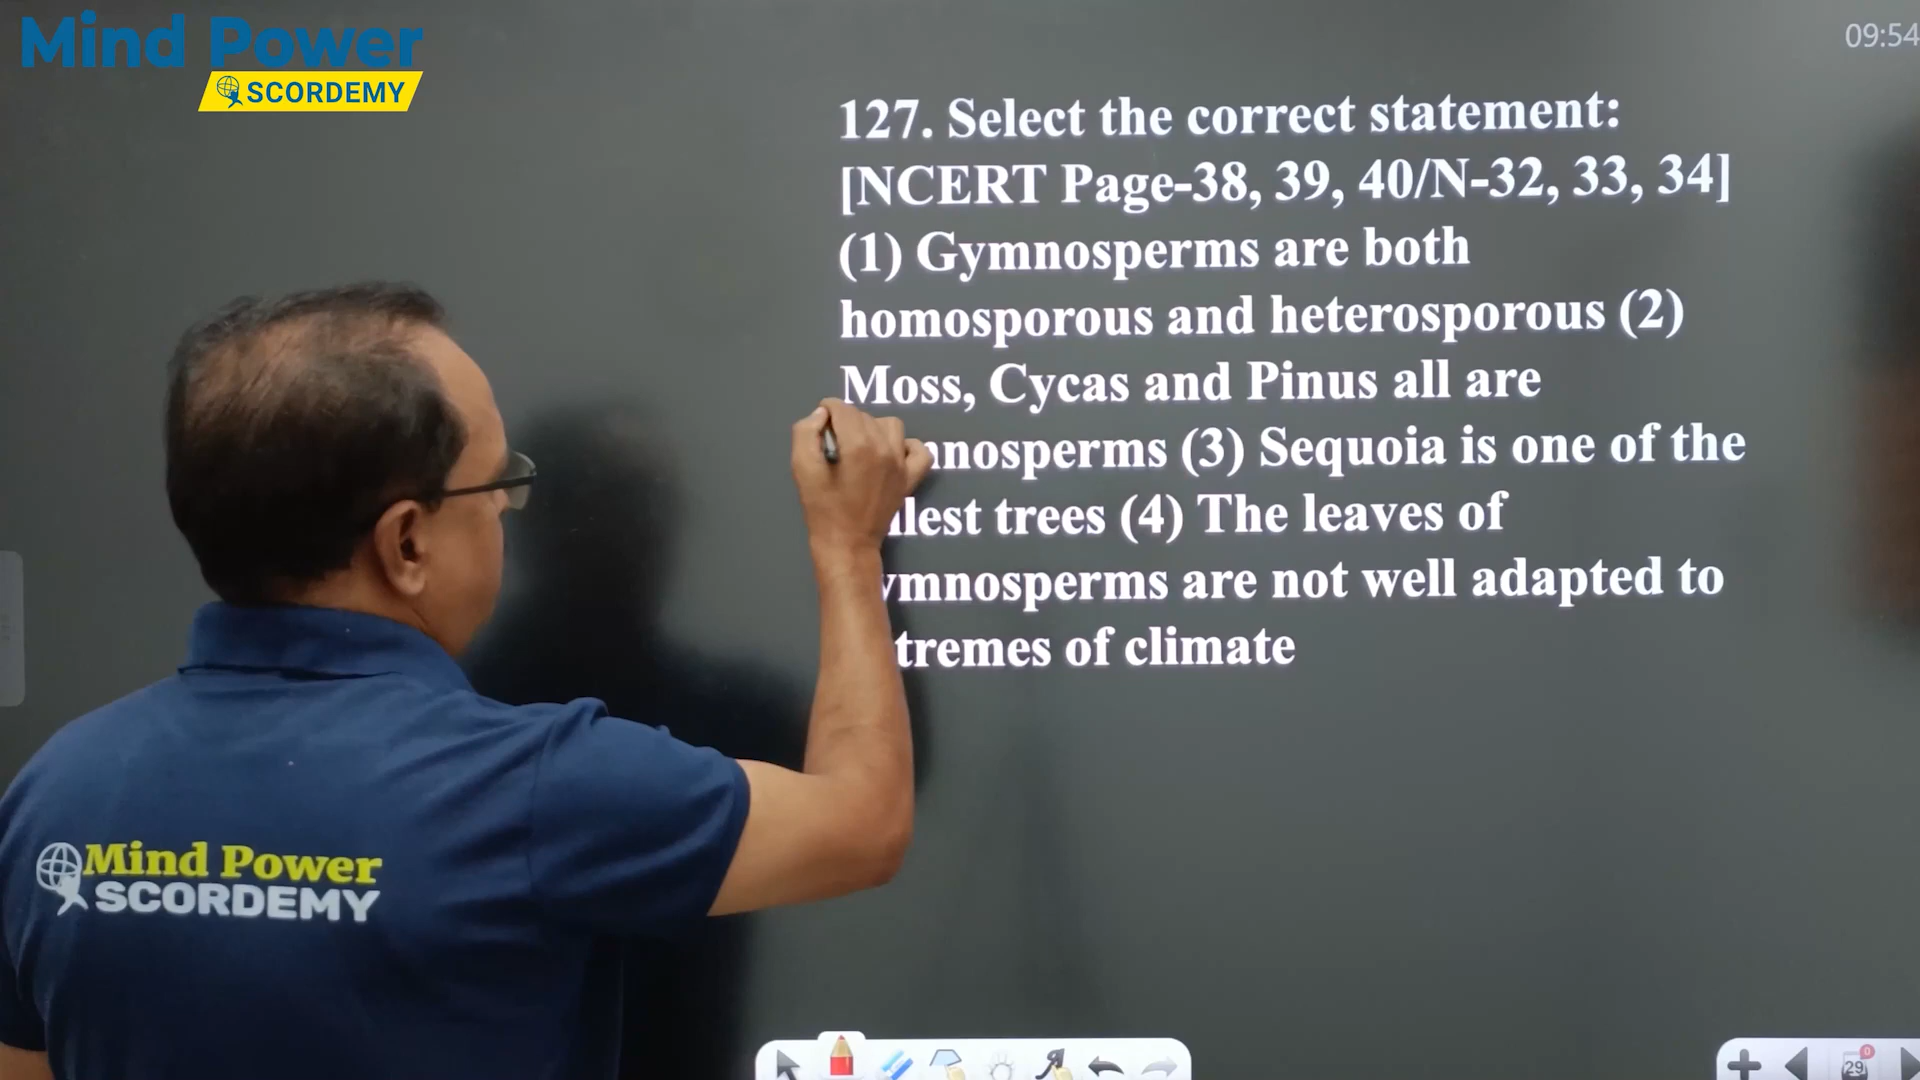 Mind Power
SCORDEMY
09:54
127. Select the correct statement:
[NCERT Page-38, 39, 40/N-32, 33, 34]
(1) Gymnosperms are both
homosporous and heterosporous (2)
Moss, Cycas and Pinus all are
(3) Sequoia is one of the
trees (4) The leaves of
are not well adapted to
of climate
Mind Power
SCORDEMY
29
0